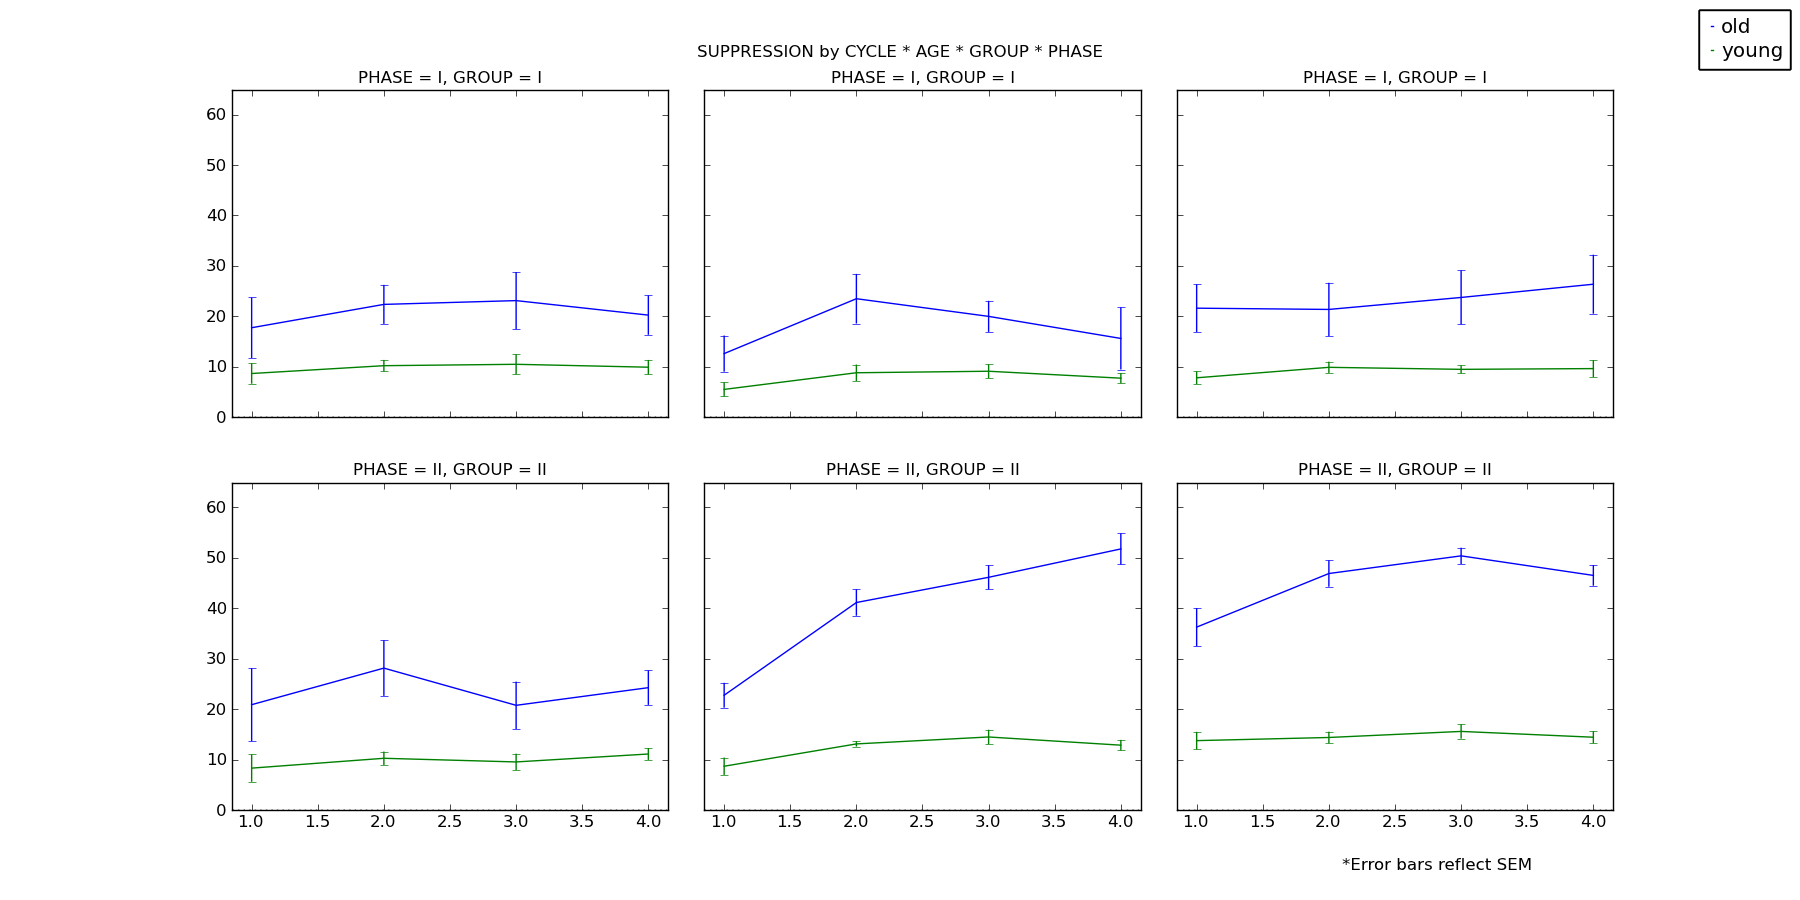 old
young
SUPPRESSION by CYCLE * AGE * GROUP * PHASE
PHASE = I, GROUP = I
PHASE = I, GROUP = I
PHASE = I, GROUP = I
60
50
40
30
20
10
0
PHASE = II, GROUP = II
PHASE = II, GROUP = II
PHASE = II, GROUP = II
60
50
40
30
20
10
0
1.0 1.5 2.0 2.5 3.0 3.5 4.0
1.0 1.5 2.0 2.5 3.0 3.5 4.0
1.0 1.5 2.0 2.5 3.0 3.5 4.0
*Error bars reflect SEM